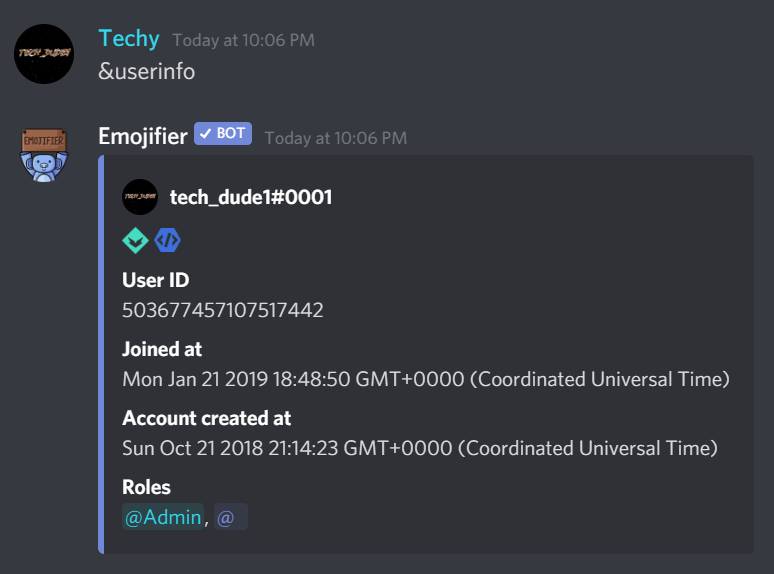 Techy Today at 10:06 PM
&userinfo
EMOJIFIER
Emojifier BOT Today at 10:06 PM
tech_dude1#0001
User ID
503677457107517442
Joined at
Mon Jan 21 2019 18:48:50 GMT+0000 (Coordinated Universal Time)
Account created at
Sun Oct 21 2018 21:14:23 GMT+0000 (Coordinated Universal Time)
Roles
@Admin, @